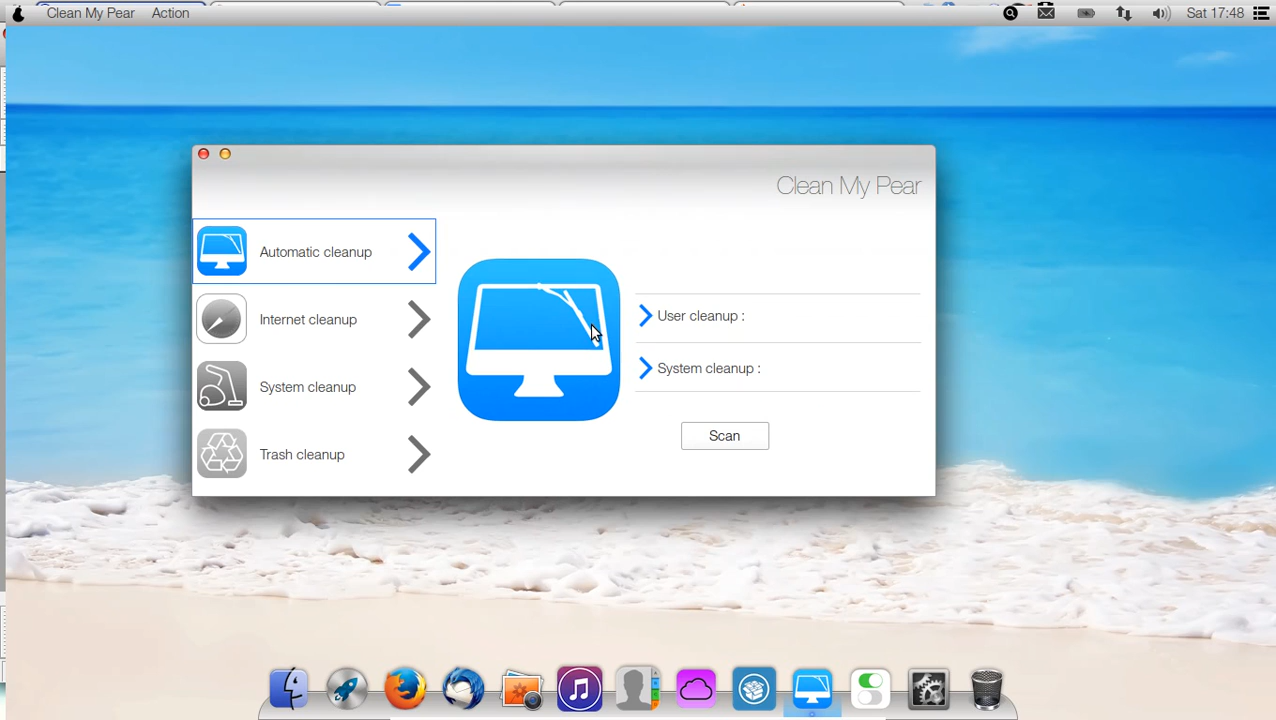 Clean My Pear Action Sat 17:48
Clean My Pear
Automatic cleanup
Internet cleanup
System cleanup
Trash cleanup
User cleanup :
System cleanup :
Scan